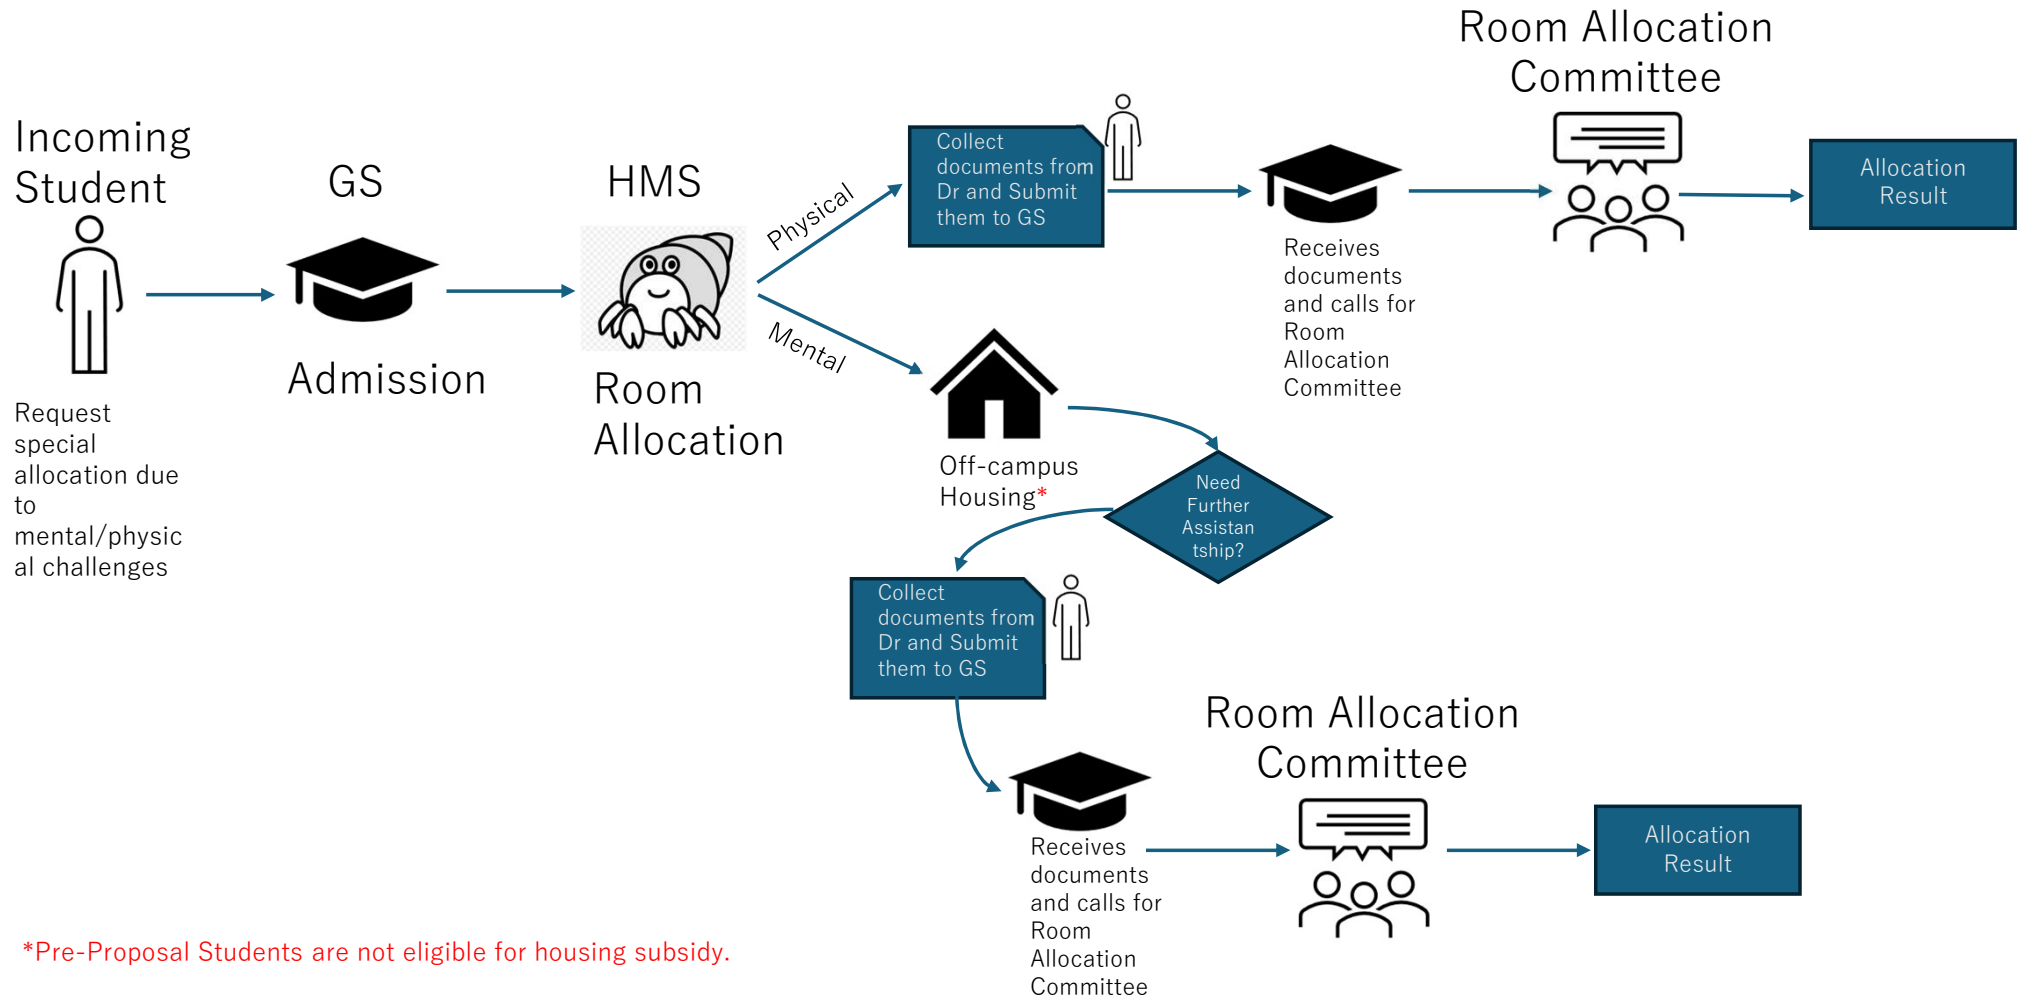 Incoming
Student
Request
special
allocation due
to
mental/physic
al challenges
GS
Admission
HMS
Room
Allocation
Physical
Mental
Collect
documents from
Dr and Submit
them to GS
Receives
documents
and calls for
Room
Allocation
Committee
Room Allocation
Committee
Allocation
Result
Off-campus
Housing*
Need
Further
Assistan
tship?
Collect
documents from
Dr and Submit
them to GS
Receives
documents
and calls for
Room
Allocation
Committee
Room Allocation
Committee
Allocation
Result
*Pre-Proposal Students are not eligible for housing subsidy.